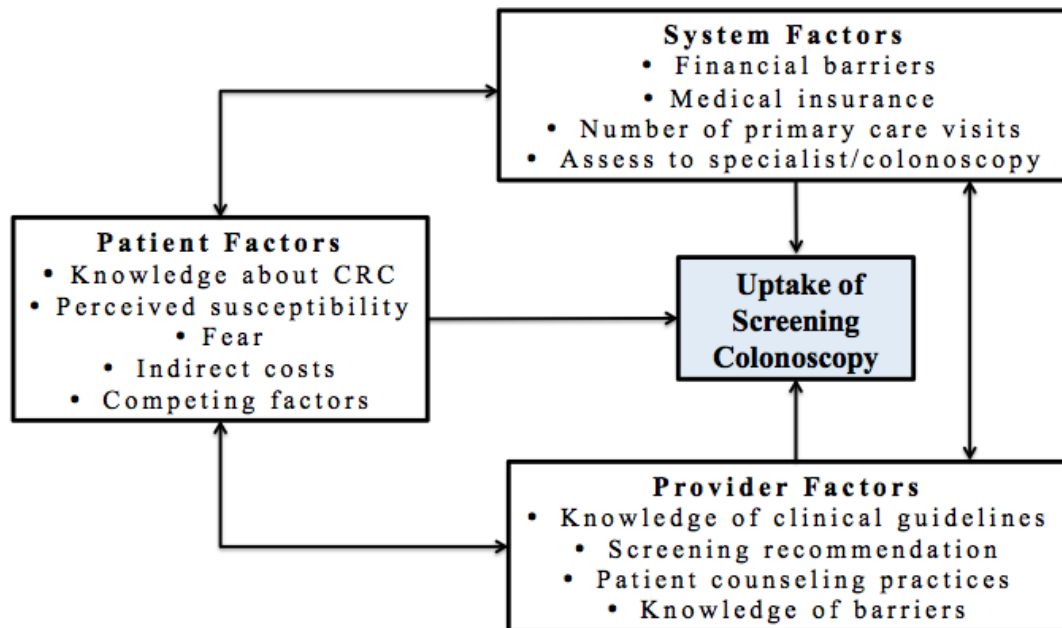 System Factors
• Financial barriers
• Medical insurance
• Number of primary care visits
• Assess to specialist/colonoscopy
Patient Factors
• Knowledge about CRC
• Perceived susceptibility
• Fear
• Indirect costs
• Competing factors
Uptake of
Screening
Colonoscopy
Provider Factors
• Knowledge of clinical guidelines
• Screening recommendation
• Patient counseling practices
• Knowledge of barriers